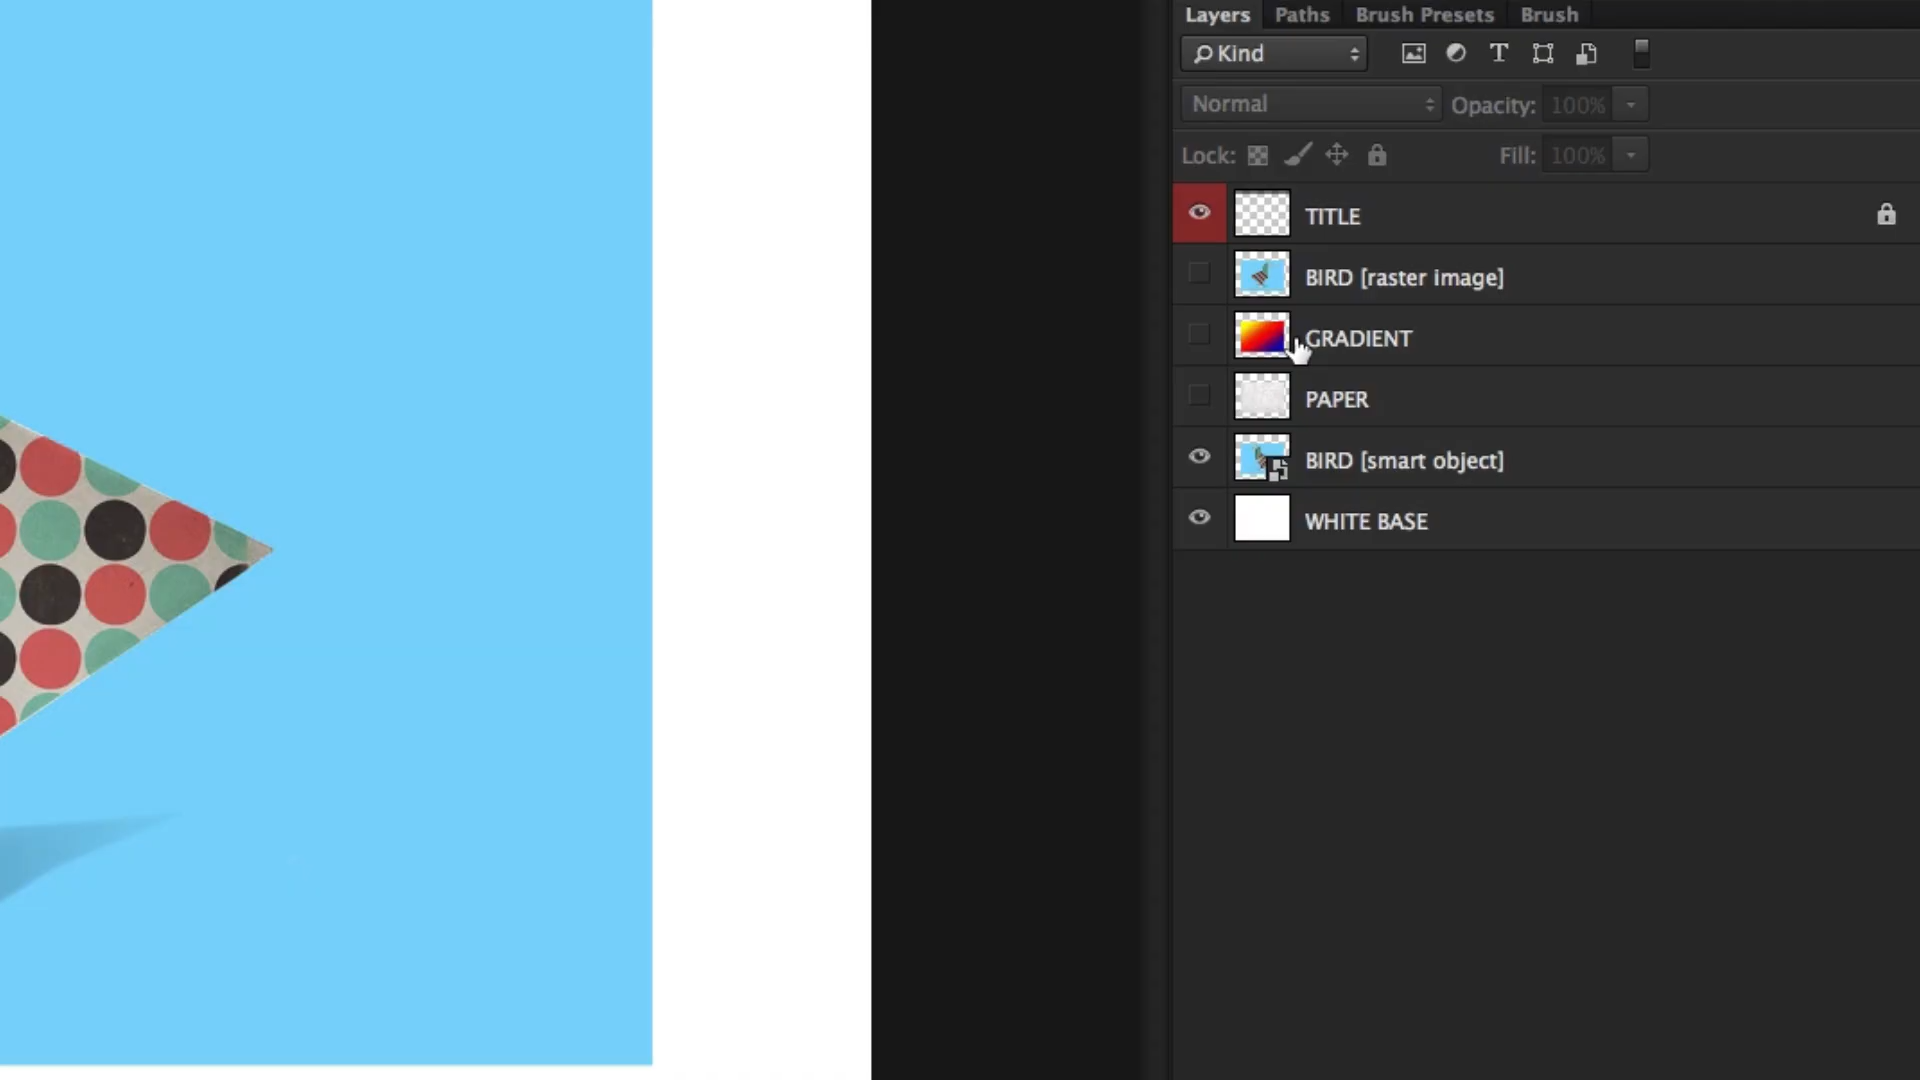 Layers Paths Brush Presets Brush
Kind T
Normal Opacity: 100%
Lock: Fill: 100%
TITLE
BIRD [raster image]
GRADIENT
PAPER
BIRD [smart object]
WHITE BASE